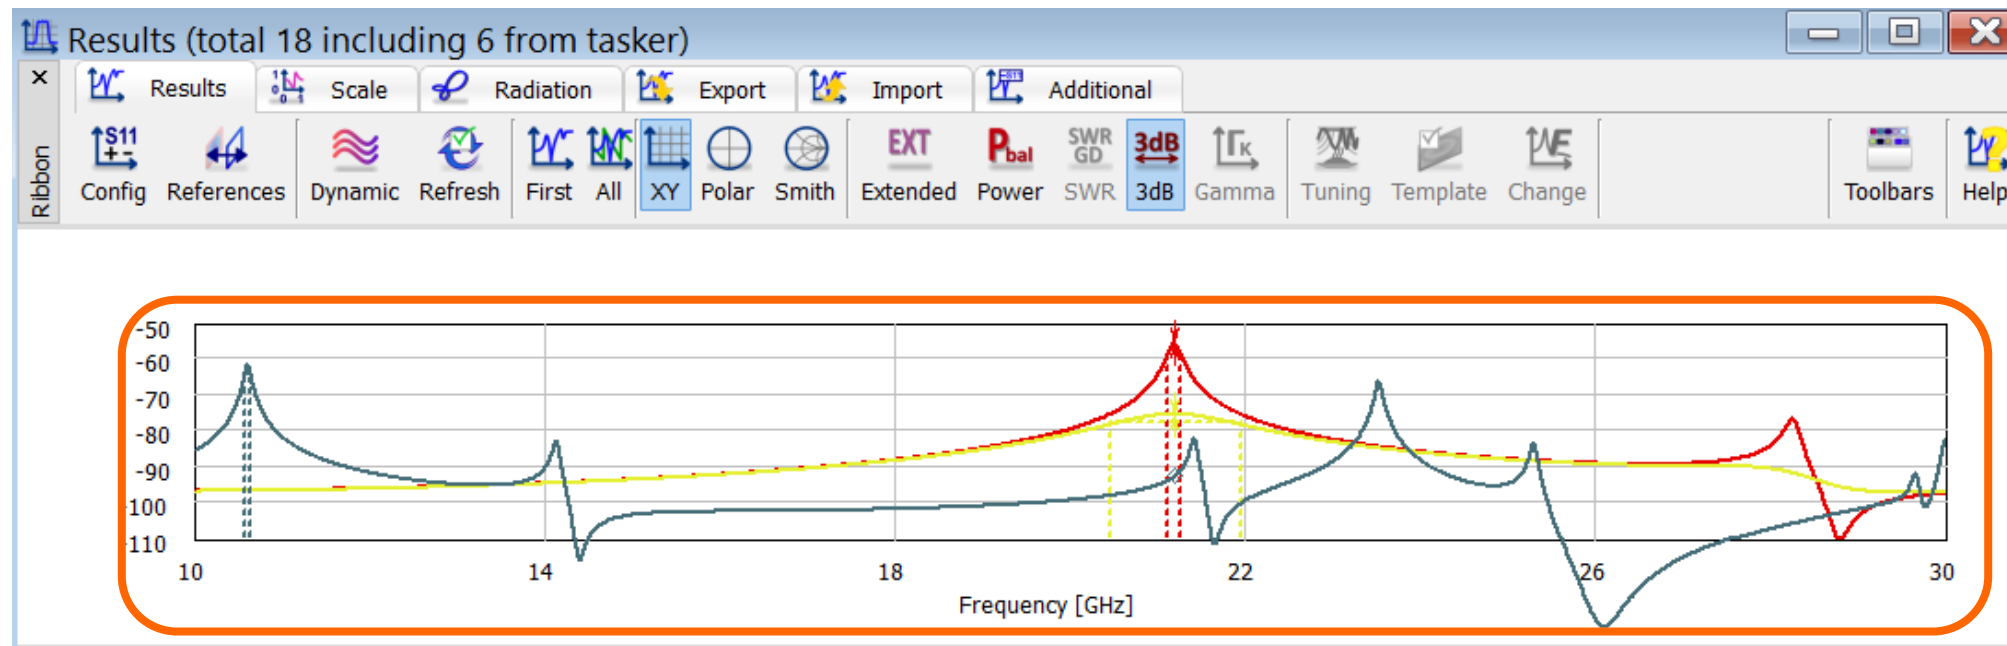 Results (total 18 including 6 from tasker)
× Results Scale Radiation Export Import Additional
Ribbon
S11 EXT Pbal SWR GD 3dB Γκ
Config References Dynamic Refresh First All XY Polar Smith Extended Power SWR 3dB Gamma Tuning Template Change Toolbars Help
-50
-60
-70
-80
-90
-100
-110
10 14 18 22 26 30
Frequency [GHz]